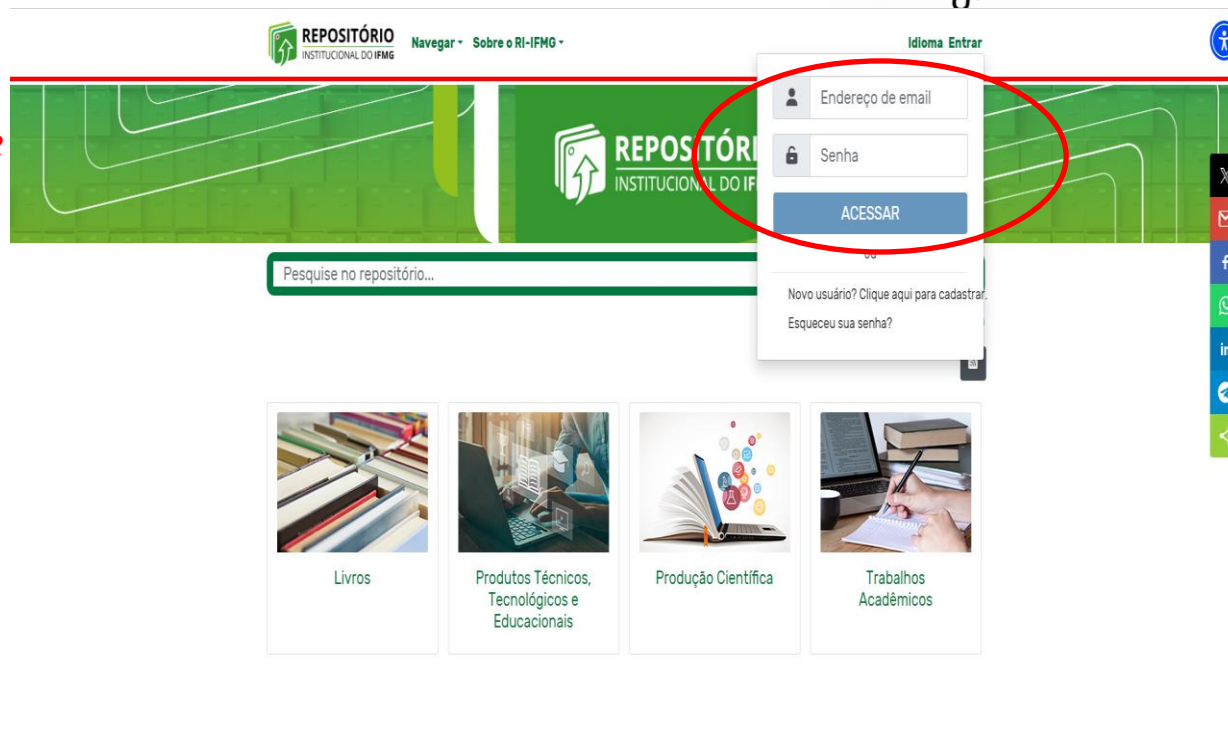 REPOSITÓRIO
INSTITUCIONAL DO IFMG
Navegar
Sobre o RI-IFMG
Idioma Entrar
Endereço de email
Senha
ACESSAR
REPOSITÓRI
INSTITUCIONAL DO IF
Pesquise no repositório...
Novo usuário? Clique aqui para cadastrar.
Esqueceu sua senha?
in
Livros
Produtos Técnicos,
Tecnológicos e
Educacionais
Produção Científica
Trabalhos
Acadêmicos